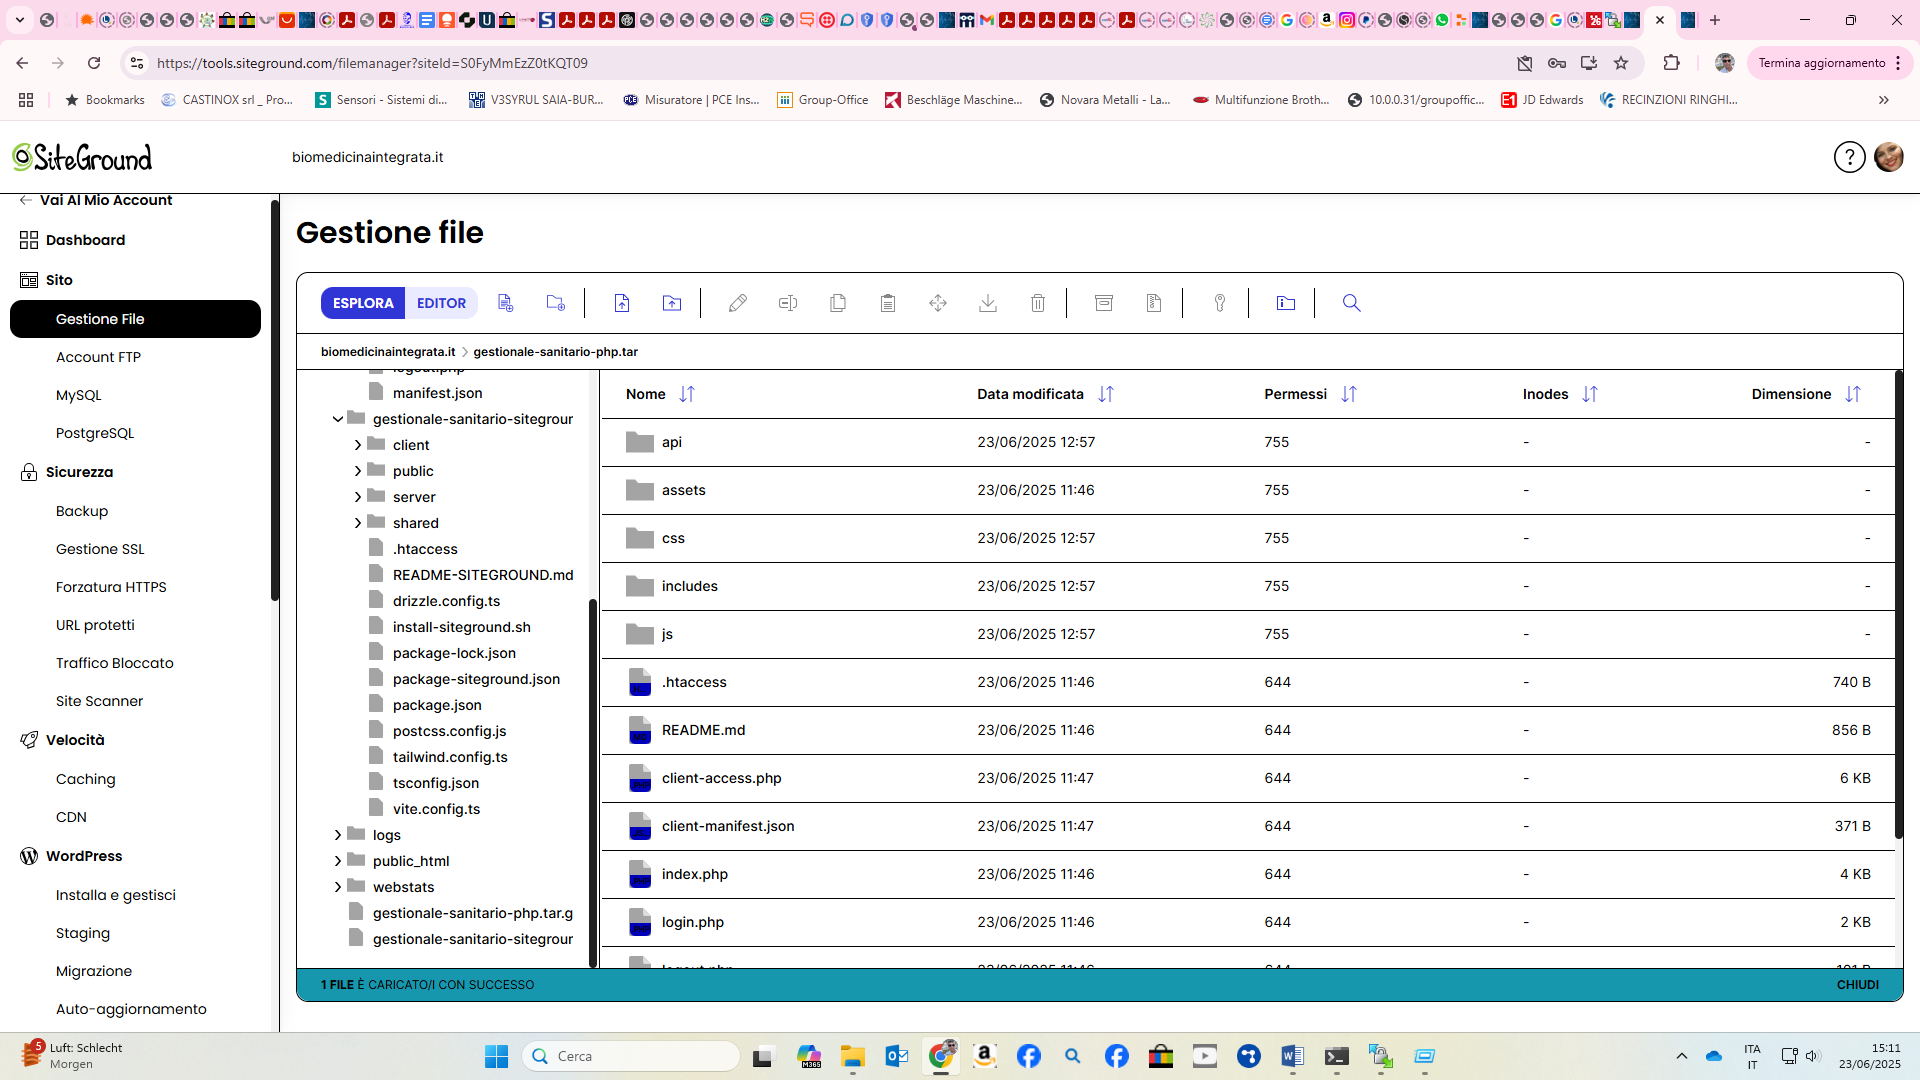 https://tools.siteground.com/filemanager?siteId=S0FyMmEzZ0tKQT09
Termina aggiornamento
Bookmarks
CASTINOX srl _ Pro...
Sensori - Sistemi di...
V3SYRUL SAIA-BUR...
Misuratore | PCE Ins...
Group-Office
Beschläge Maschine...
Novara Metalli - La...
Multifunzione Broth...
10.0.0.31/groupoffic...
JD Edwards
RECINZIONI RINGHI...
SiteGround
biomedicinaintegrata.it
Vai Al Mio Account
Dashboard
Sito
Gestione File
Account FTP
MySQL
PostgreSQL
Sicurezza
Backup
Gestione SSL
Forzatura HTTPS
URL protetti
Traffico Bloccato
Site Scanner
Velocità
Caching
CDN
WordPress
Installa e gestisci
Staging
Migrazione
Auto-aggiornamento
Gestione file
ESPLORA
EDITOR
biomedicinaintegrata.it > gestionale-sanitario-php.tar
logout.php
manifest.json
gestionale-sanitario-sitegrour
client
public
server
shared
.htaccess
README-SITEGROUND.md
drizzle.config.ts
install-siteground.sh
package-lock.json
package-siteground.json
package.json
postcss.config.js
tailwind.config.ts
tsconfig.json
vite.config.ts
logs
public_html
webstats
gestionale-sanitario-php.tar.g
gestionale-sanitario-sitegrour
Nome Data modificata Permessi Inodes Dimensione
api 23/06/2025 12:57 755 - -
assets 23/06/2025 11:46 755 - -
css 23/06/2025 12:57 755 - -
includes 23/06/2025 12:57 755 - -
js 23/06/2025 12:57 755 - -
.htaccess 23/06/2025 11:46 644 - 740 B
README.md 23/06/2025 11:46 644 - 856 B
client-access.php 23/06/2025 11:47 644 - 6 KB
client-manifest.json 23/06/2025 11:47 644 - 371 B
index.php 23/06/2025 11:46 644 - 4 KB
login.php 23/06/2025 11:46 644 - 2 KB
logout.php 23/06/2025 11:46 644 - 101 B
1 FILE È CARICATO/I CON SUCCESSO
CHIUDI
5
Luft: Schlecht
Morgen
Cerca
ITA
IT
15:11
23/06/2025